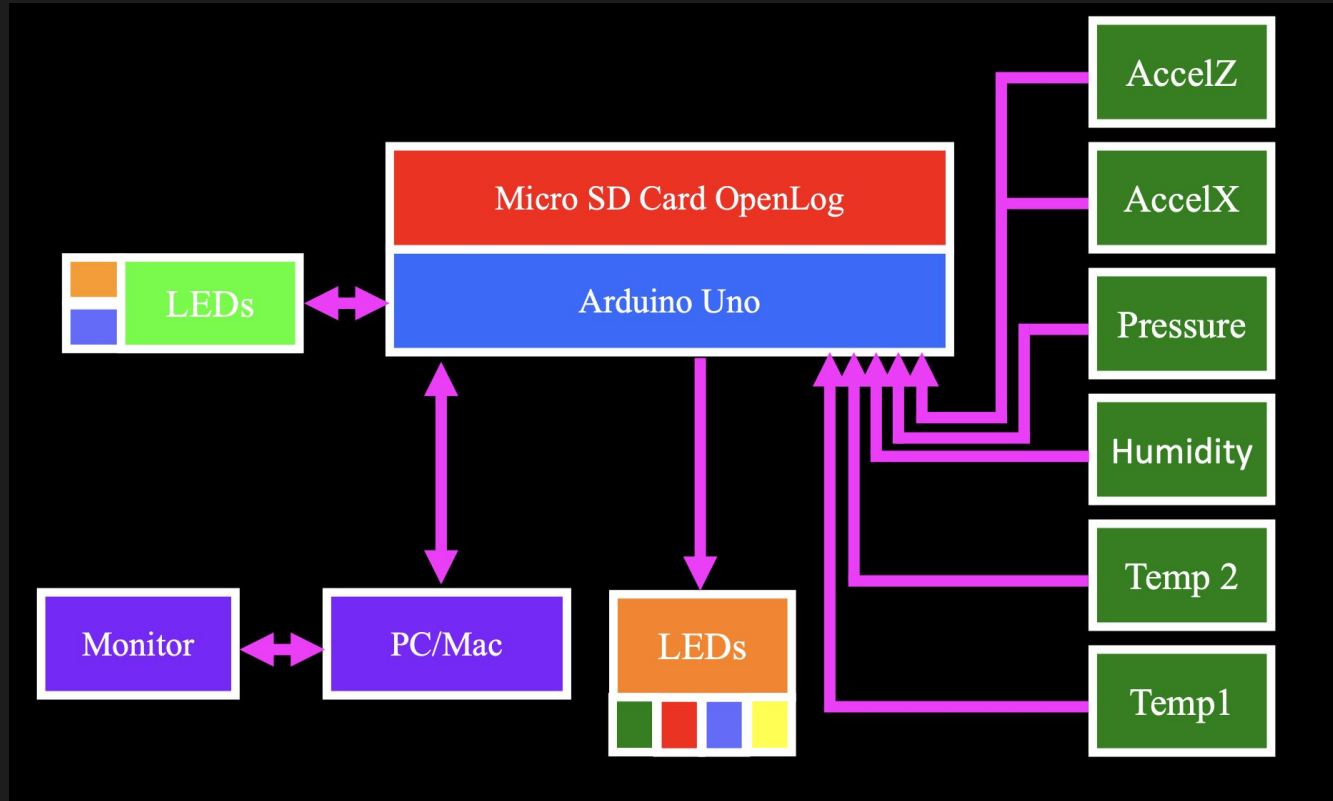 AccelZ
Micro SD Card OpenLog
AccelX
LEDs
Arduino Uno
Pressure
Humidity
Temp 2
Monitor
PC/Mac
LEDs
Temp1